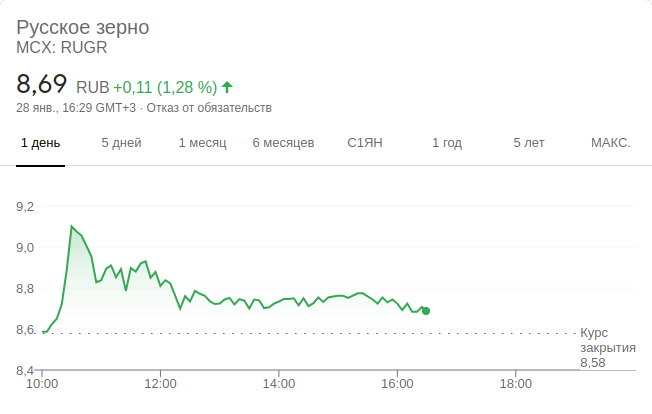 Русское зерно
MCX: RUGR
8,69 RUB +0,11 (1,28 %)
28 янв., 16:29 GMT+3 · Отказ от обязательств
1 день 5 дней 1 месяц 6 месяцев С1ЯН 1 год 5 лет МАКС.
9,2
9,0
8,8
8,6
Курс
закрытия
8,58
8,4
10:00 12:00 14:00 16:00 18:00